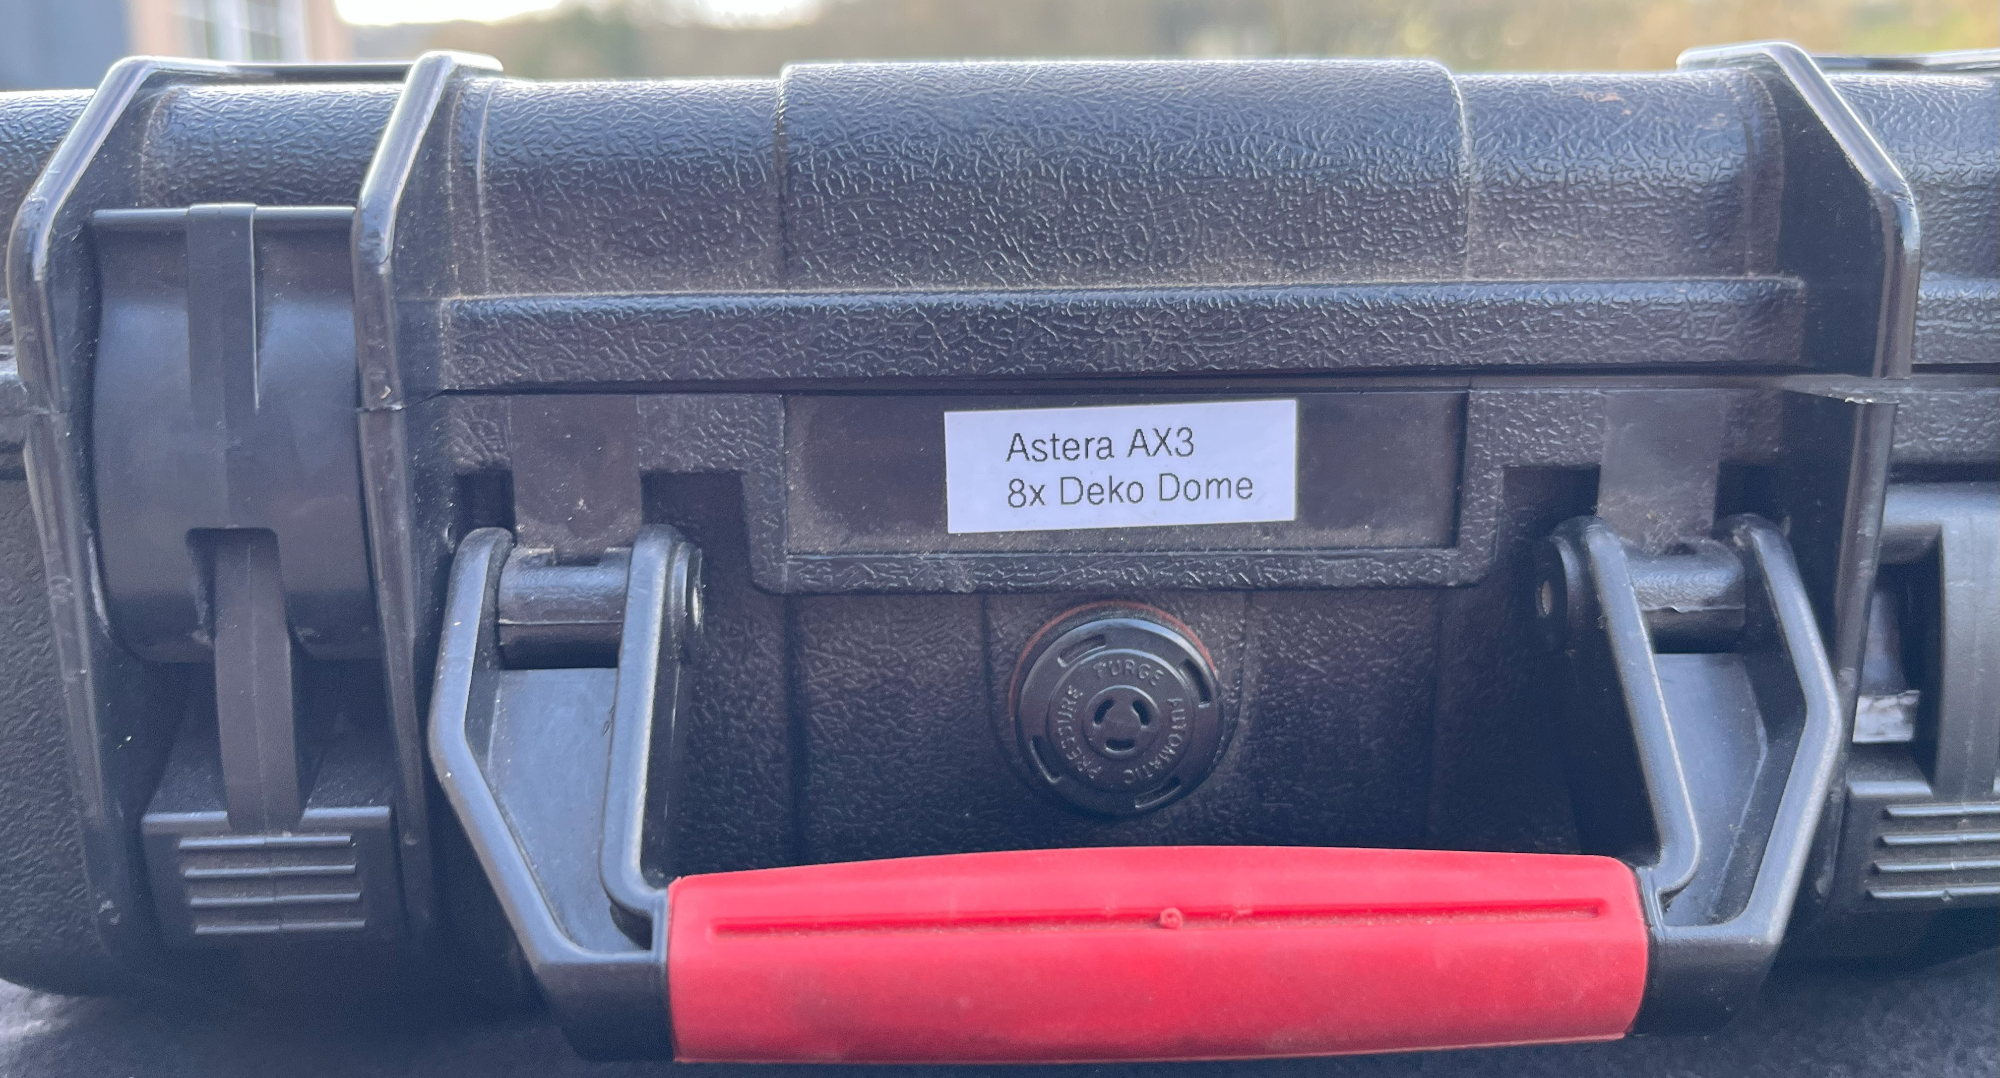 Astera AX3
8x Deko Dome
PRESSURE PURGE AUTOMATIC